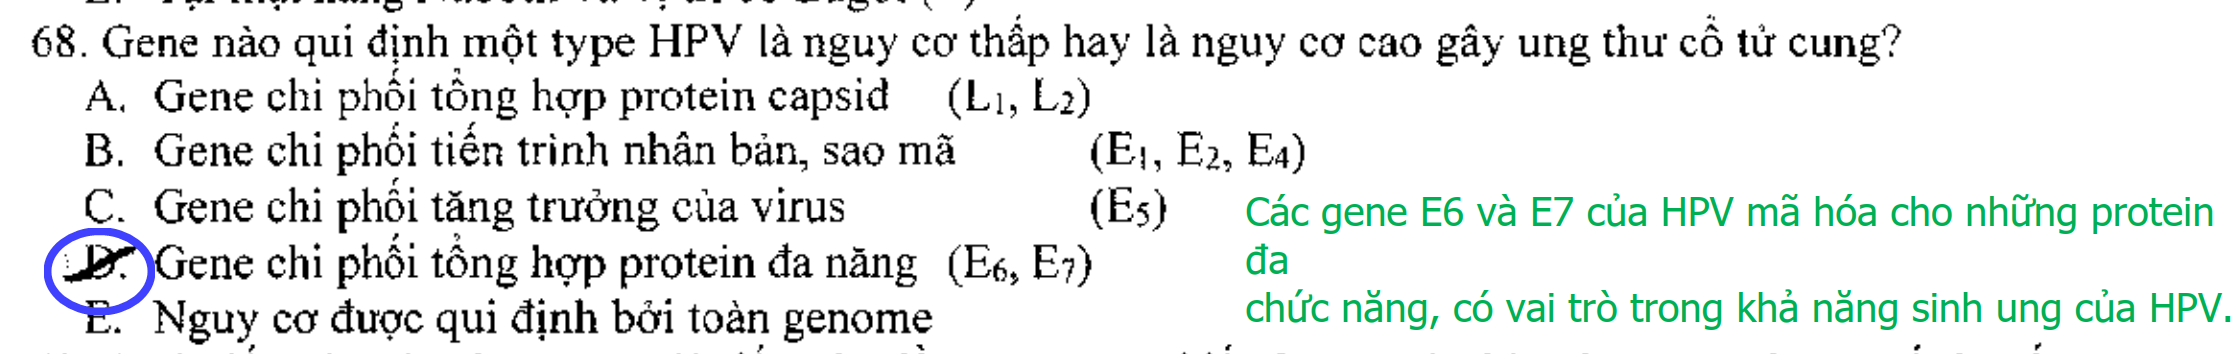 68. Gene nào qui định một type HPV là nguy cơ thấp hay là nguy cơ cao gây ung thư cổ tử cung?
A. Gene chi phối tổng hợp protein capsid (L1, L2)
B. Gene chi phối tiến trình nhân bản, sao mã (E1, E2, E4)
C. Gene chi phối tăng trưởng của virus (E5)
D. Gene chi phối tổng hợp protein đa năng (E6, E7)
E. Nguy cơ được qui định bởi toàn genome
Các gene E6 và E7 của HPV mã hóa cho những protein
đa
chức năng, có vai trò trong khả năng sinh ung của HPV.